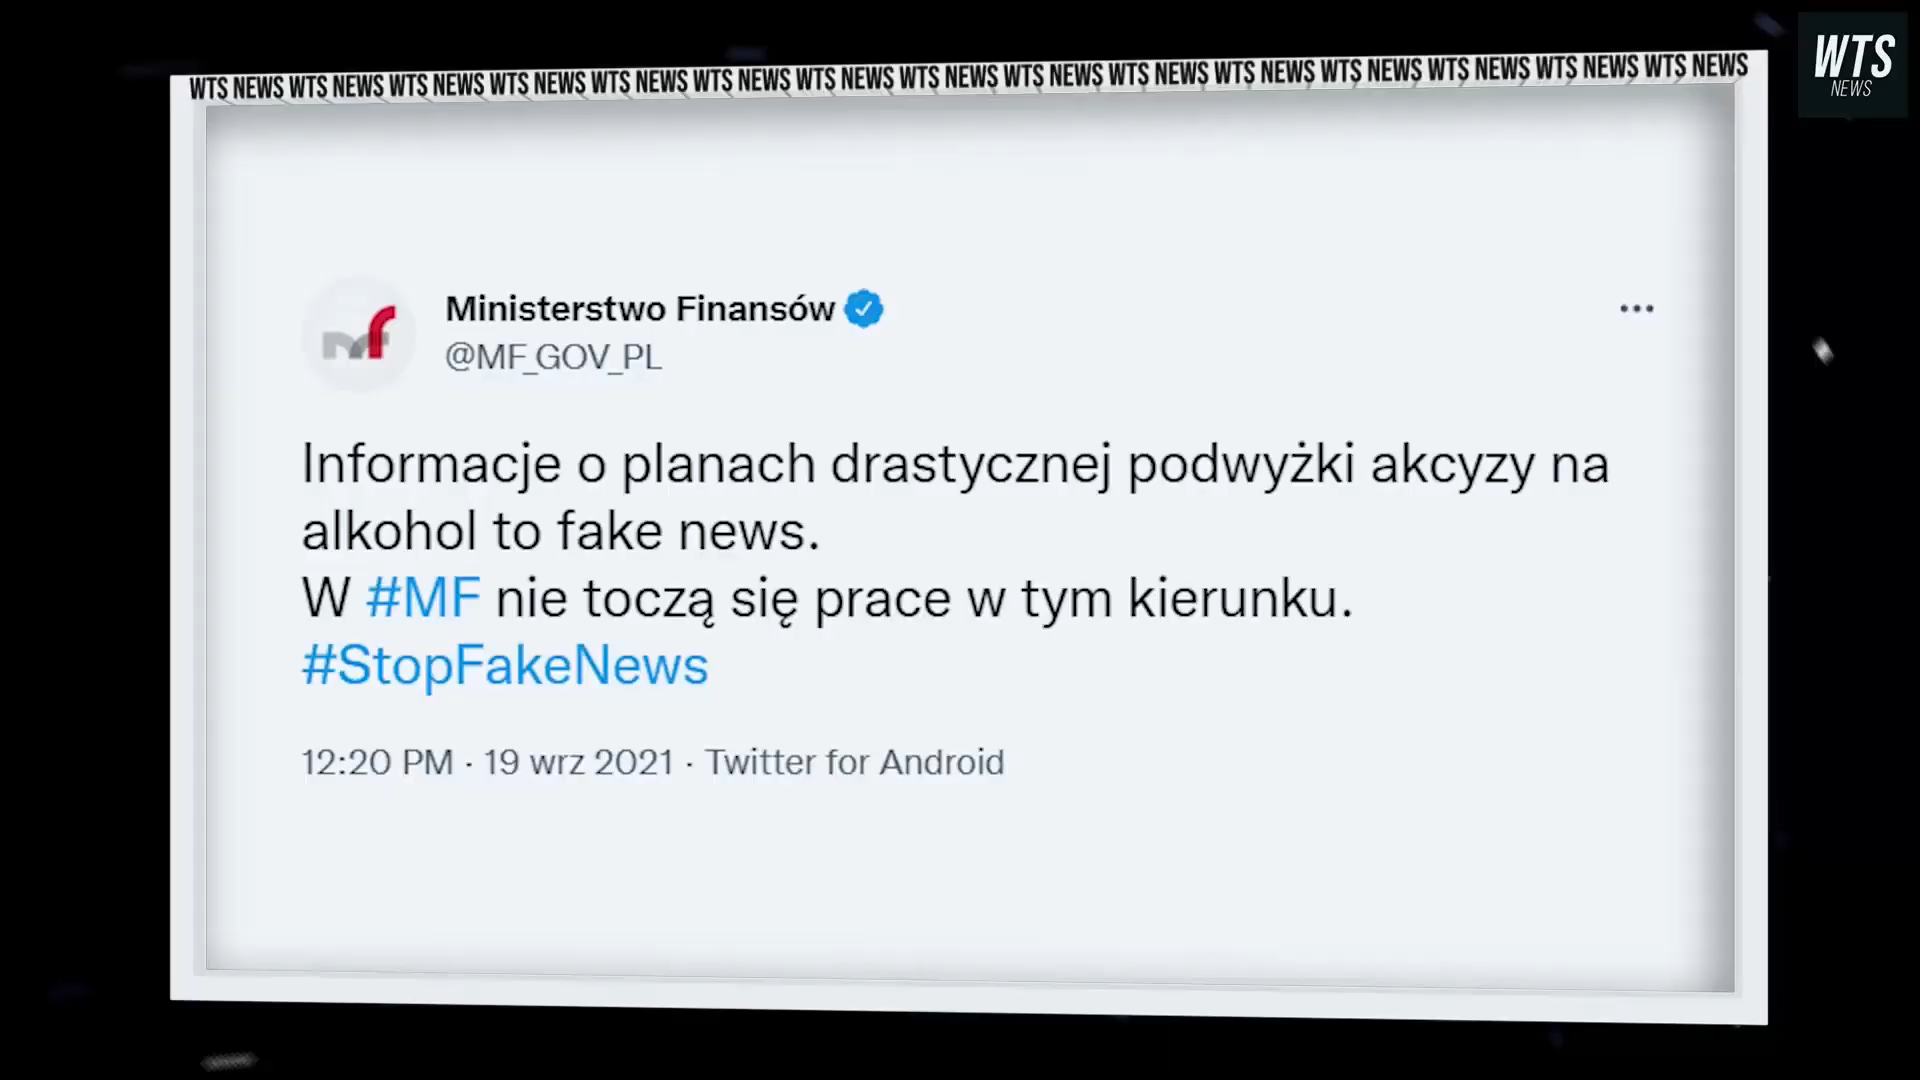 WTS NEWS WTS NEWS WTS NEWS WTS NEWS WTS NEWS WTS NEWS WTS NEWS WTS NEWS WTS NEWS WTS NEWS WTS NEWS WTS NEWS WTS NEWS WTS NEWS WTS NEWS
WTS
NEWS
Ministerstwo Finansów
@MF_GOV_PL
Informacje o planach drastycznej podwyżki akcyzy na
alkohol to fake news.
W #MF nie toczą się prace w tym kierunku.
#StopFakeNews
12:20 PM · 19 wrz 2021 · Twitter for Android